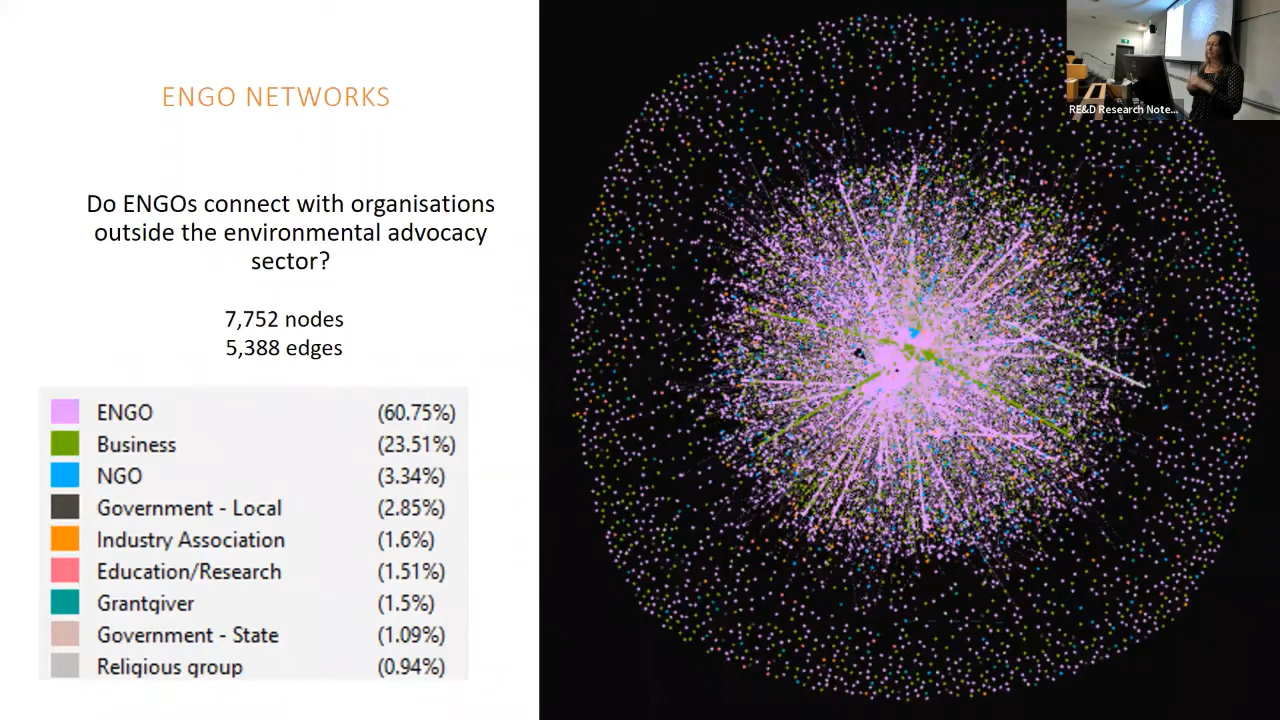 ENGO NETWORKS
Do ENGOs connect with organisations
outside the environmental advocacy
sector?
7,752 nodes
5,388 edges
ENGO (60.75%)
Business (23.51%)
NGO (3.34%)
Government - Local (2.85%)
Industry Association (1.6%)
Education/Research (1.51%)
Grantgiver (1.5%)
Government - State (1.09%)
Religious group (0.94%)
RE&D Research Note...